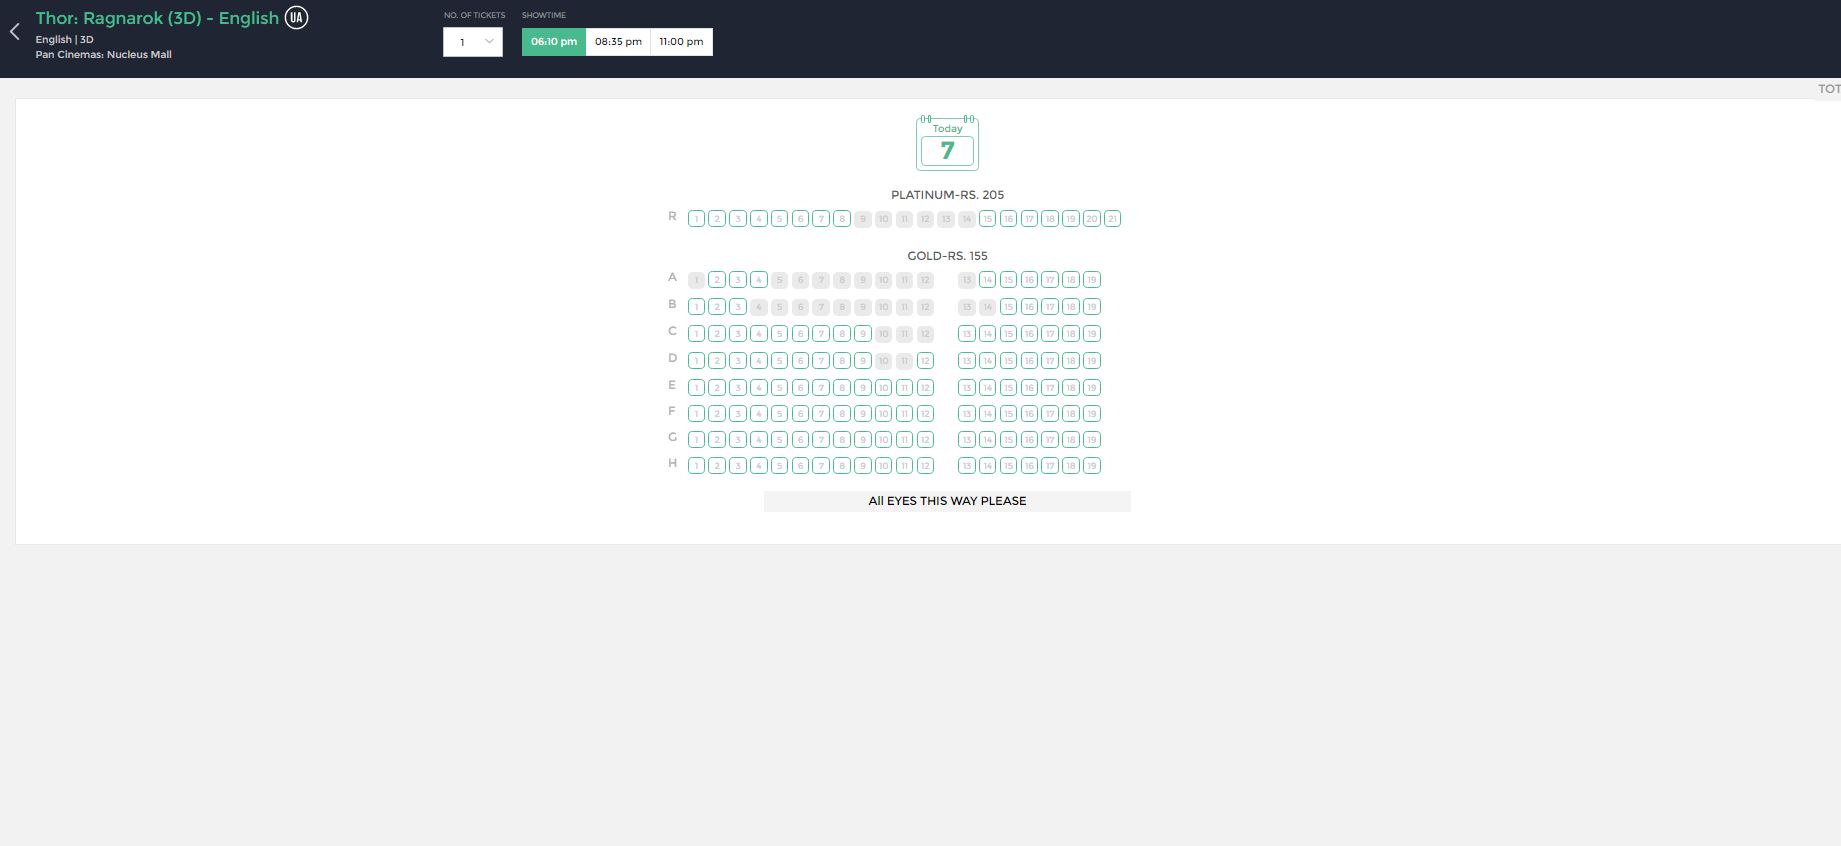 Thor: Ragnarok (3D) - English UA
English | 3D
Pan Cinemas: Nucleus Mall
NO. OF TICKETS
1
SHOWTIME
06:10 pm 08:35 pm 11:00 pm
TOT
Today
7
PLATINUM-RS. 205
R 1 2 3 4 5 6 7 8 9 10 11 12 13 14 15 16 17 18 19 20 21
GOLD-RS. 155
A 1 2 3 4 5 6 7 8 9 10 11 12 13 14 15 16 17 18 19
B 1 2 3 4 5 6 7 8 9 10 11 12 13 14 15 16 17 18 19
C 1 2 3 4 5 6 7 8 9 10 11 12 13 14 15 16 17 18 19
D 1 2 3 4 5 6 7 8 9 10 11 12 13 14 15 16 17 18 19
E 1 2 3 4 5 6 7 8 9 10 11 12 13 14 15 16 17 18 19
F 1 2 3 4 5 6 7 8 9 10 11 12 13 14 15 16 17 18 19
G 1 2 3 4 5 6 7 8 9 10 11 12 13 14 15 16 17 18 19
H 1 2 3 4 5 6 7 8 9 10 11 12 13 14 15 16 17 18 19
All EYES THIS WAY PLEASE